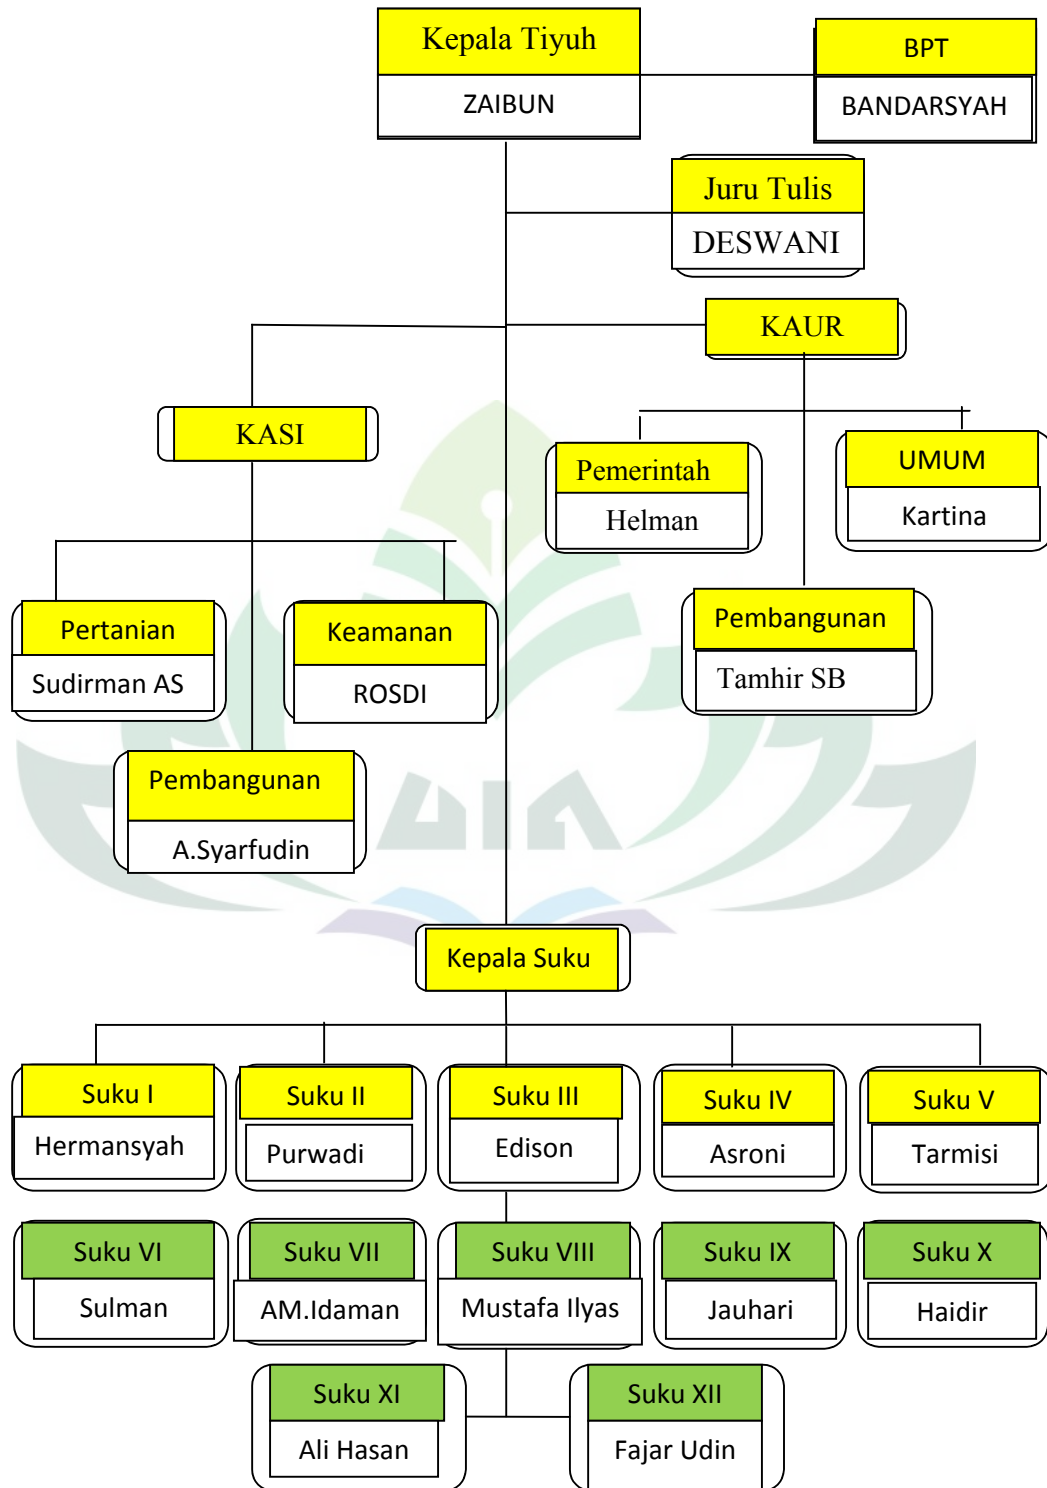 Kepala Tiyuh
ZAIBUN
BPT
BANDARSYAH
Juru Tulis
DESWANI
KAUR
KASI
Pemerintah
Helman
UMUM
Kartina
Pertanian
Sudirman AS
Keamanan
ROSDI
Pembangunan
Tamhir SB
Pembangunan
A.Syarfudin
UIN
Kepala Suku
Suku I
Hermansyah
Suku II
Purwadi
Suku III
Edison
Suku IV
Asroni
Suku V
Tarmisi
Suku VI
Sulman
Suku VII
AM.Idaman
Suku VIII
Mustafa Ilyas
Suku IX
Jauhari
Suku X
Haidir
Suku XI
Ali Hasan
Suku XII
Fajar Udin